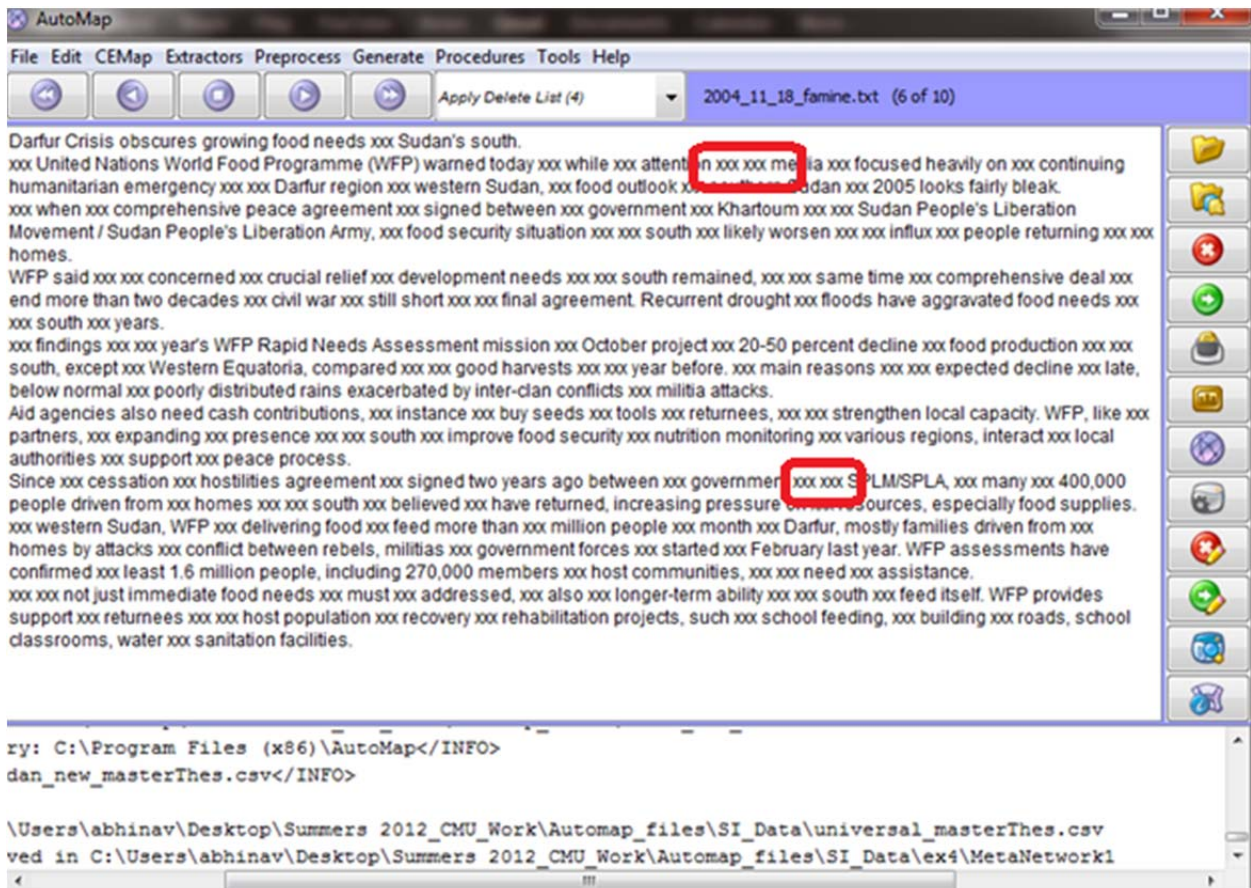 AutoMap
File Edit CEMap Extractors Preprocess Generate Procedures Tools Help
Apply Delete List (4) 2004_11_18_famine.txt (6 of 10)
Darfur Crisis obscures growing food needs xxx Sudan's south.
xxx United Nations World Food Programme (WFP) warned today xxx while xxx attention xxx xxx media xxx focused heavily on xxx continuing
humanitarian emergency xxx xxx Darfur region xxx western Sudan, xxx food outlook Sudan xxx 2005 looks fairly bleak.
xxx when xxx comprehensive peace agreement xxx signed between xxx government xxx Khartoum xxx xxx Sudan People's Liberation
Movement / Sudan People's Liberation Army, xxx food security situation xxx xxx south xxx likely worsen xxx xxx influx xxx people returning xxx xxx
homes.
WFP said xxx xxx concerned xxx crucial relief xxx development needs xxx xxx south remained, xxx xxx same time xxx comprehensive deal xxx
end more than two decades xxx civil war xxx still short xxx xxx final agreement. Recurrent drought xxx floods have aggravated food needs xxx
xxx south xxx years.
xxx findings xxx xxx year's WFP Rapid Needs Assessment mission xxx October project xxx 20-50 percent decline xxx food production xxx xxx
south, except xxx Western Equatoria, compared xxx xxx good harvests xxx xxx year before. xxx main reasons xxx xxx expected decline xxx late,
below normal xxx poorly distributed rains exacerbated by inter-clan conflicts xxx militia attacks.
Aid agencies also need cash contributions, xxx instance xxx buy seeds xxx tools xxx returnees, xxx xxx strengthen local capacity. WFP, like xxx
partners, xxx expanding xxx presence xxx xxx south xxx improve food security xxx nutrition monitoring xxx various regions, interact xxx local
authorities xxx support xxx peace process.
Since xxx cessation xxx hostilities agreement xxx signed two years ago between xxx government xxx xxx SPLM/SPLA, xxx many xxx 400,000
people driven from xxx homes xxx xxx south xxx believed xxx have returned, increasing pressure resources, especially food supplies.
xxx western Sudan, WFP xxx delivering food xxx feed more than xxx million people xxx month xxx Darfur, mostly families driven from xxx
homes by attacks xxx conflict between rebels, militias xxx government forces xxx started xxx February last year. WFP assessments have
confirmed xxx least 1.6 million people, including 270,000 members xxx host communities, xxx xxx need xxx assistance.
xxx xxx not just immediate food needs xxx must xxx addressed, xxx also xxx longer-term ability xxx xxx south xxx feed itself. WFP provides
support xxx returnees xxx xxx host population xxx recovery xxx rehabilitation projects, such xxx school feeding, xxx building xxx roads, school
classrooms, water xxx sanitation facilities.
ry: C:\Program Files (x86)\AutoMap</INFO>
dan_new_masterThes.csv</INFO>
\Users\abhinav\Desktop\Summers 2012_CMU_Work\Automap_files\SI_Data\universal_masterThes.csv
ved in C:\Users\abhinav\Desktop\Summers 2012_CMU_Work\Automap_files\SI_Data\ex4\MetaNetwork1